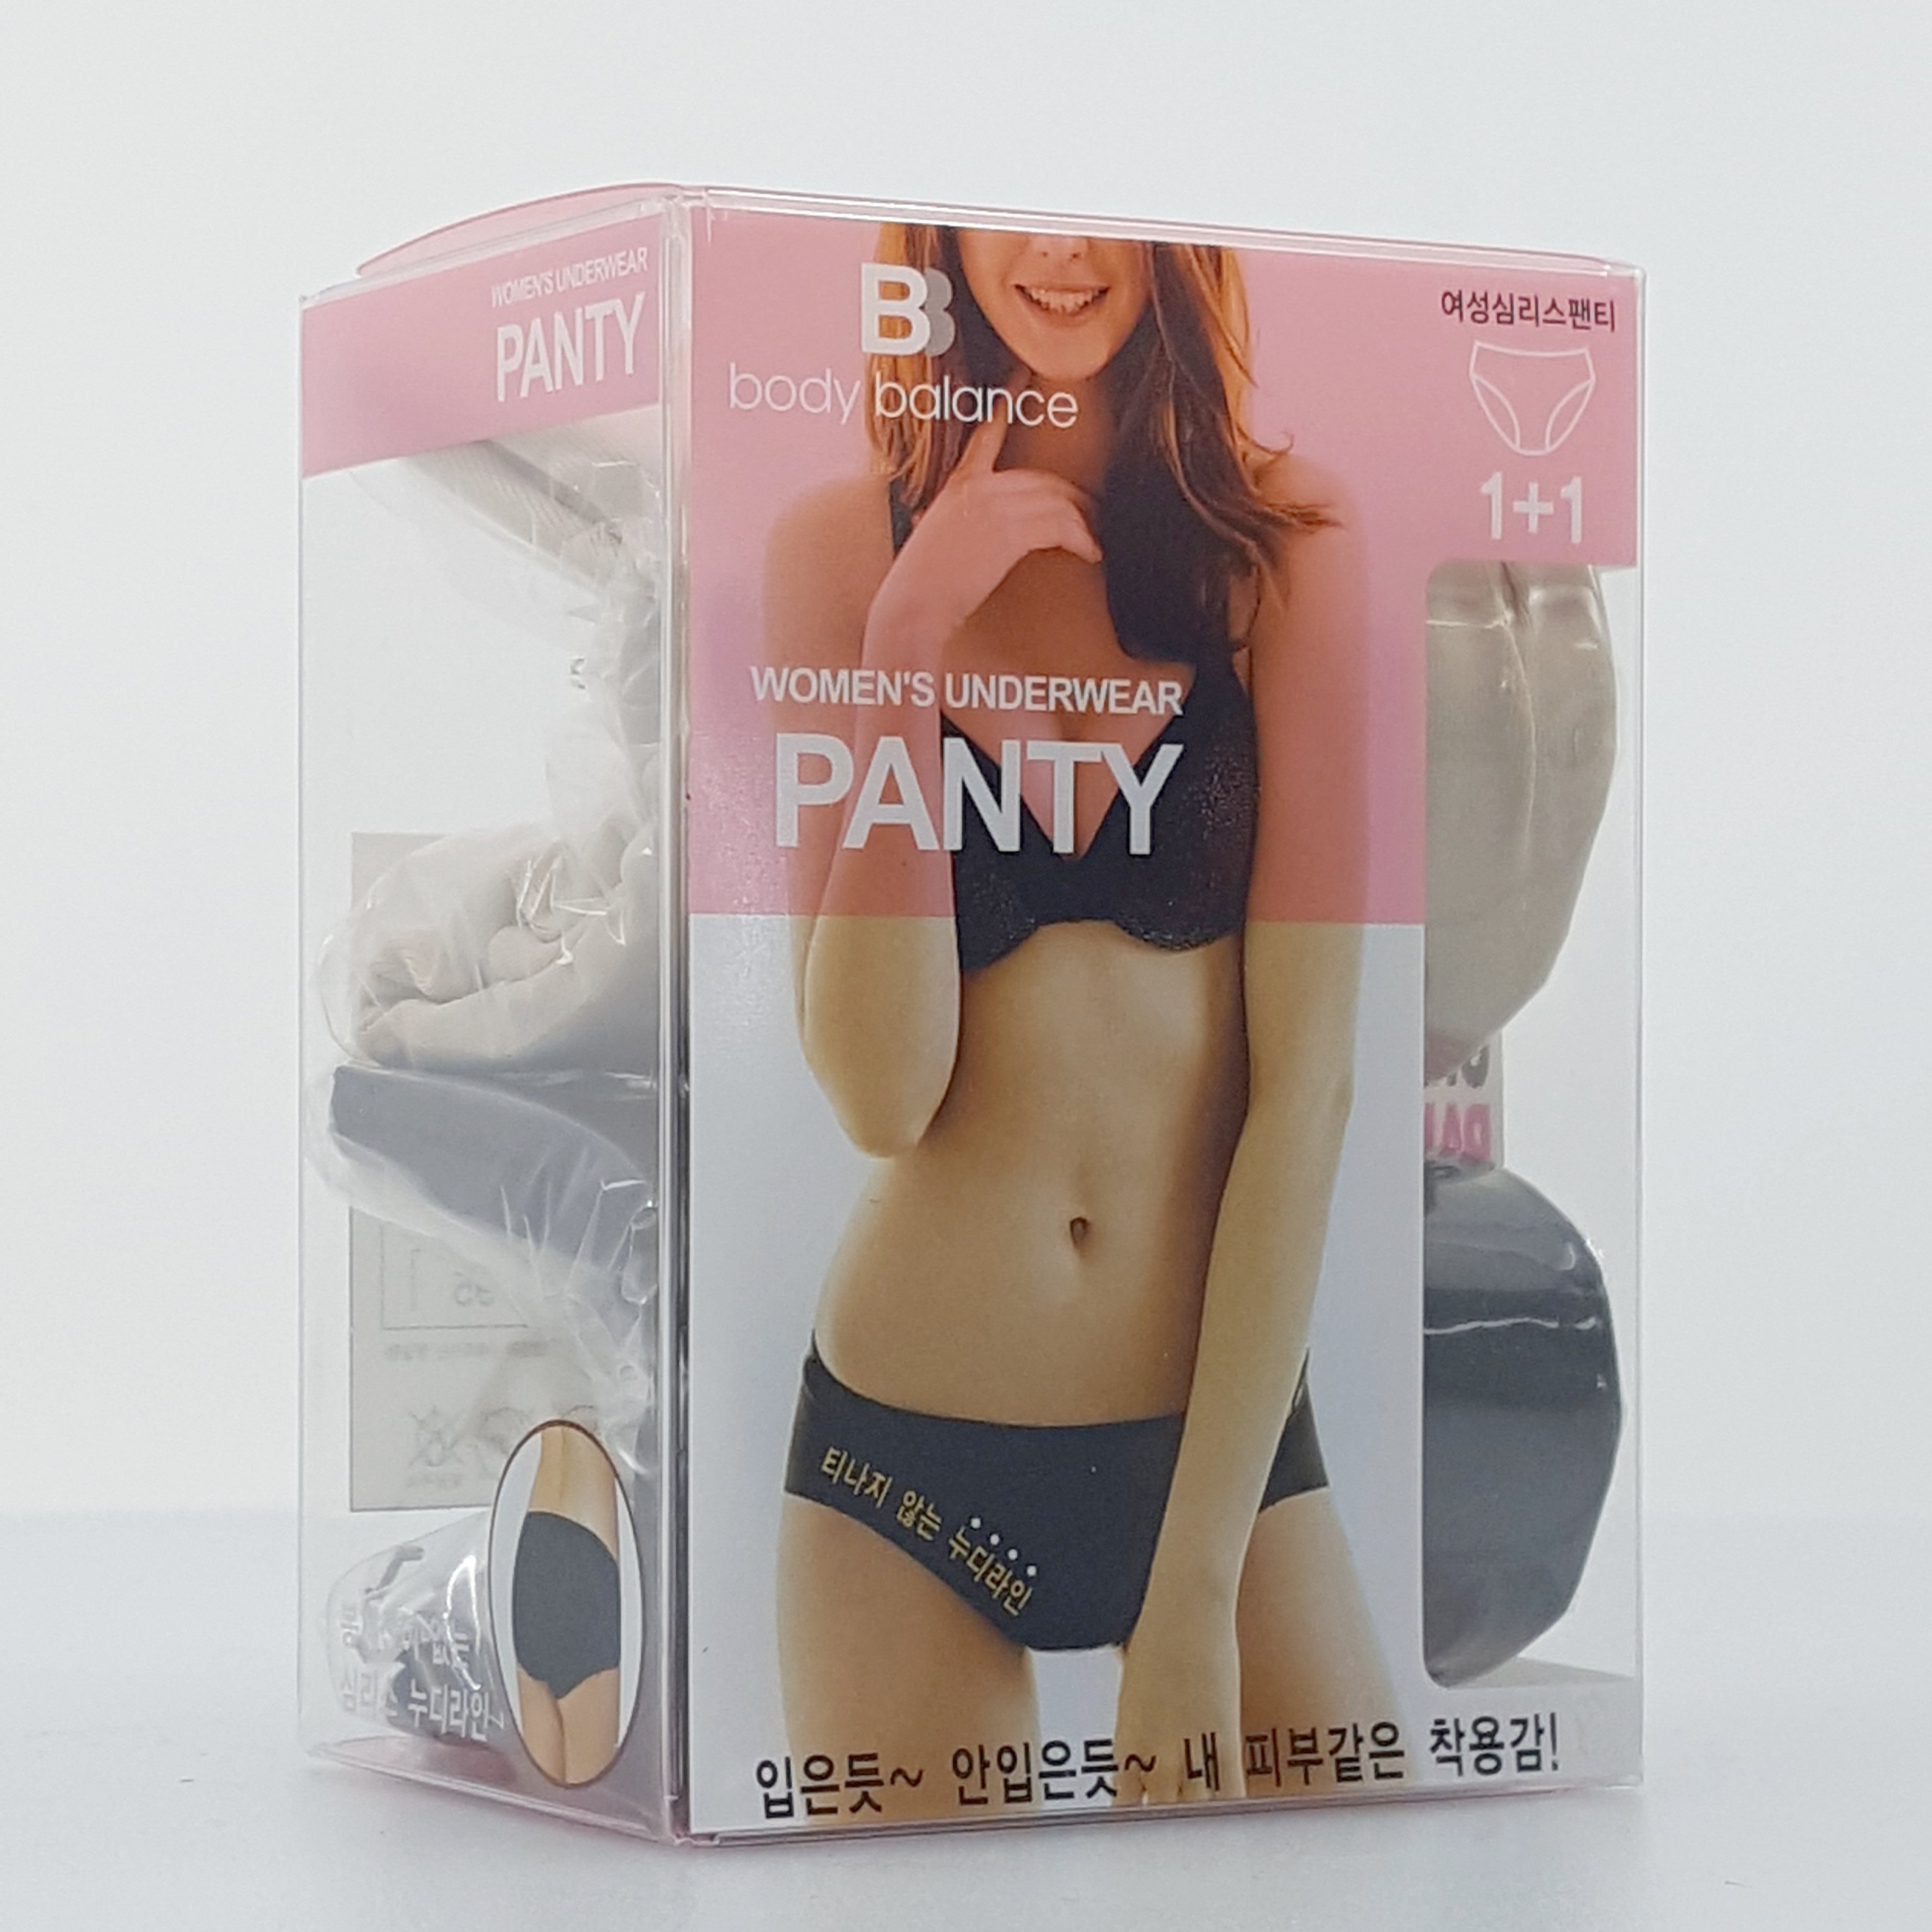 WOMEN'S UNDERWEAR
PANTY
심리스 누디라인
B
body balance
여성심리스팬티
1+1
WOMEN'S UNDERWEAR
PANTY
티나지 않는 누디라인
입은듯~ 안입은듯~ 내 피부같은 착용감!